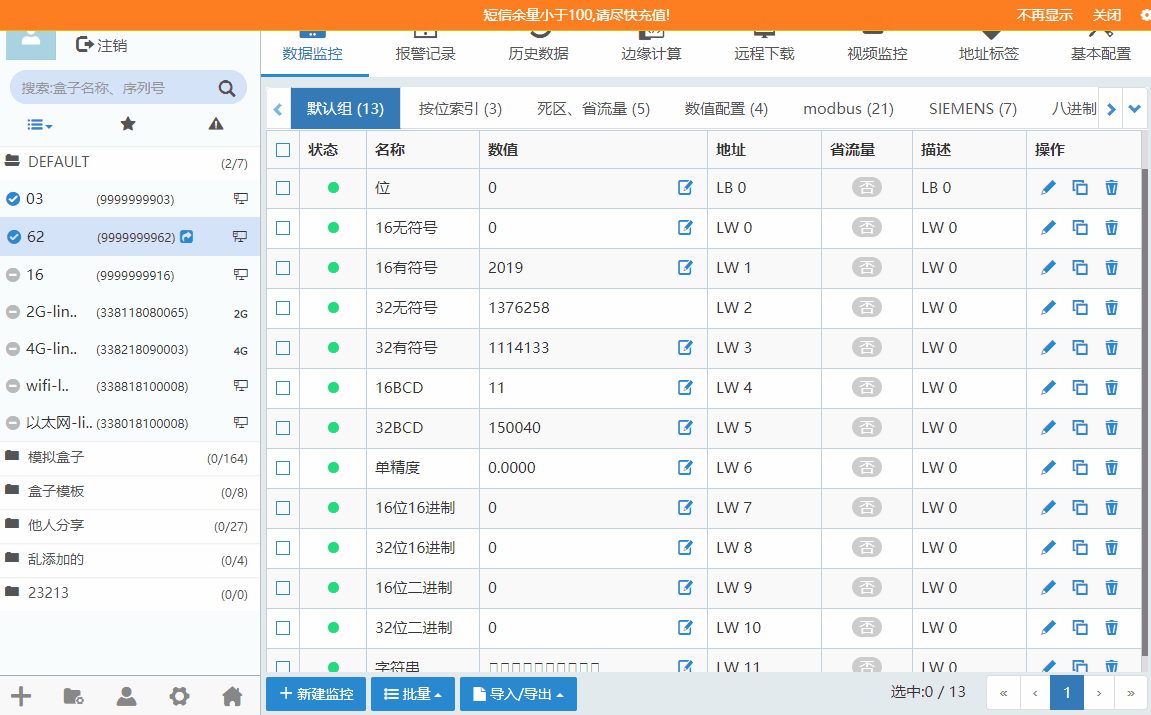 短信余量小于100,请尽快充值!
不再显示 关闭
注销
搜索:盒子名称、序列号
DEFAULT (2/7)
03 (9999999903)
62 (9999999962)
16 (9999999916)
2G-lin.. (338118080065) 2G
4G-lin.. (338218090003) 4G
wifi-l.. (338818100008)
以太网-li.. (338018100008)
模拟盒子 (0/164)
盒子模板 (0/8)
他人分享 (0/27)
乱添加的 (0/4)
23213 (0/0)
数据监控 报警记录 历史数据 边缘计算 远程下载 视频监控 地址标签 基本配置
默认组 (13) 按位索引 (3) 死区、省流量 (5) 数值配置 (4) modbus (21) SIEMENS (7) 八进制
状态 名称 数值 地址 省流量 描述 操作
位 0 LB 0 否 LB 0
16无符号 0 LW 0 否 LW 0
16有符号 2019 LW 1 否 LW 0
32无符号 1376258 LW 2 否 LW 0
32有符号 1114133 LW 3 否 LW 0
16BCD 11 LW 4 否 LW 0
32BCD 150040 LW 5 否 LW 0
单精度 0.0000 LW 6 否 LW 0
16位16进制 0 LW 7 否 LW 0
32位16进制 0 LW 8 否 LW 0
16位二进制 0 LW 9 否 LW 0
32位二进制 0 LW 10 否 LW 0
字符串 LW 11 否 LW 0
新建监控 批量 导入/导出 选中:0 / 13 « ‹ 1 › »